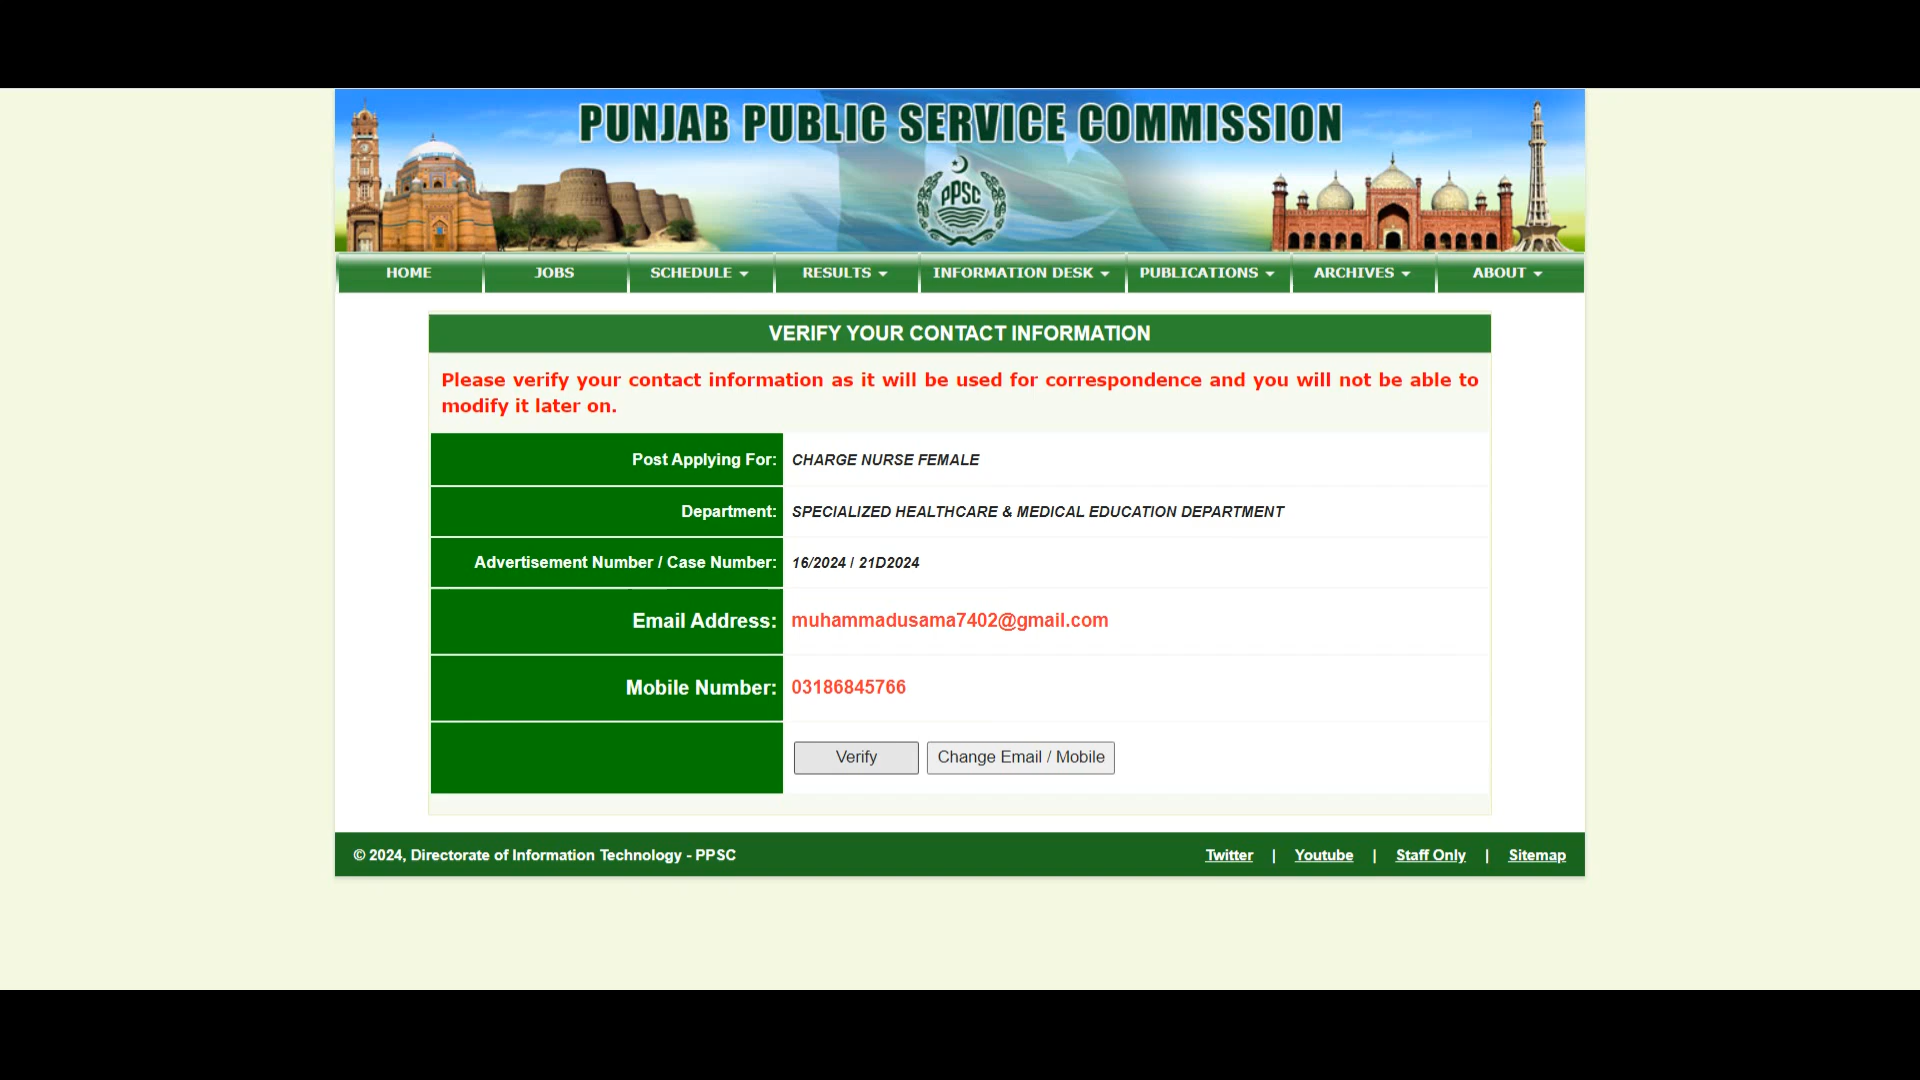 PUNJAB PUBLIC SERVICE COMMISSION
PPSC
HOME JOBS SCHEDULE RESULTS INFORMATION DESK PUBLICATIONS ARCHIVES ABOUT
VERIFY YOUR CONTACT INFORMATION
Please verify your contact information as it will be used for correspondence and you will not be able to
modify it later on.
Post Applying For: CHARGE NURSE FEMALE
Department: SPECIALIZED HEALTHCARE & MEDICAL EDUCATION DEPARTMENT
Advertisement Number / Case Number: 16/2024 / 21D2024
Email Address: muhammadusama7402@gmail.com
Mobile Number: 03186845766
Verify Change Email / Mobile
© 2024, Directorate of Information Technology - PPSC Twitter | Youtube | Staff Only | Sitemap